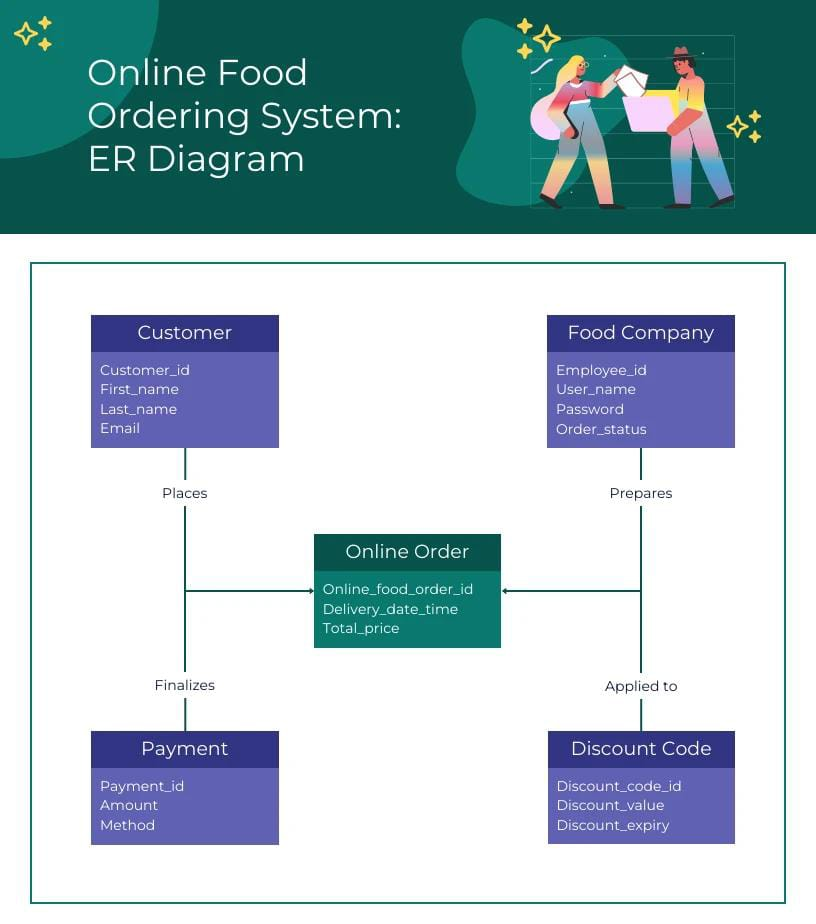 Online Food
Ordering System:
ER Diagram
Customer
Customer_id
First_name
Last_name
Email
Food Company
Employee_id
User_name
Password
Order_status
Places
Prepares
Online Order
Online_food_order_id
Delivery_date_time
Total_price
Finalizes
Applied to
Payment
Payment_id
Amount
Method
Discount Code
Discount_code_id
Discount_value
Discount_expiry